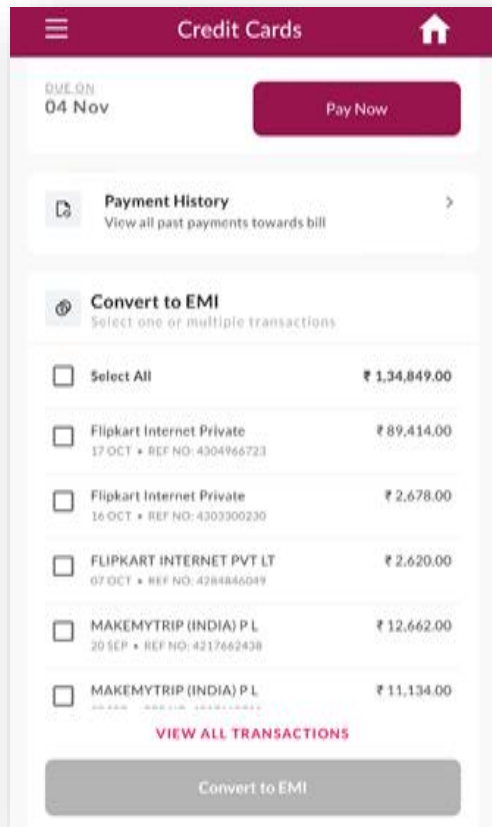 Credit Cards
DUE ON
04 Nov
Pay Now
Payment History
View all past payments towards bill
Convert to EMI
Select one or multiple transactions
Select All ₹ 1,34,849.00
Flipkart Internet Private ₹ 89,414.00
17 OCT • REF NO: 4304966723
Flipkart Internet Private ₹ 2,678.00
16 OCT • REF NO: 4303300230
FLIPKART INTERNET PVT LT ₹ 2,620.00
07 OCT • REF NO: 4284846049
MAKEMYTRIP (INDIA) P L ₹ 12,662.00
20 SEP • REF NO: 4217662438
MAKEMYTRIP (INDIA) P L ₹ 11,134.00
VIEW ALL TRANSACTIONS
Convert to EMI